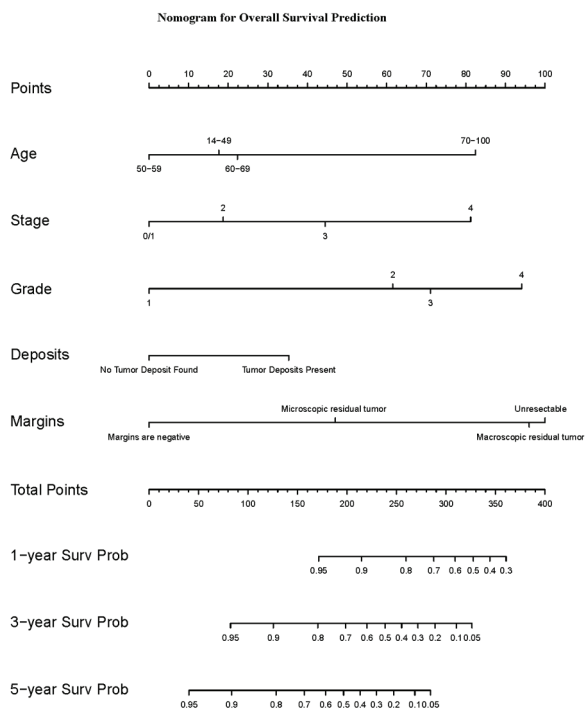 Nomogram for Overall Survival Prediction
0 10 20 30 40 50 60 70 80 90 100
Points
14−49 70−100
Age
50−59 60−69
2 4
Stage
0/1 3
2 4
Grade
1 3
Deposits
No Tumor Deposit Found Tumor Deposits Present
Microscopic residual tumor Unresectable
Margins
Margins are negative Macroscopic residual tumor
Total Points
0 50 100 150 200 250 300 350 400
1−year Surv Prob
0.95 0.9 0.8 0.7 0.6 0.5 0.4 0.3
3−year Surv Prob
0.95 0.9 0.8 0.7 0.6 0.5 0.4 0.3 0.2 0.1 0.05
5−year Surv Prob
0.95 0.9 0.8 0.7 0.6 0.5 0.4 0.3 0.2 0.1 0.05